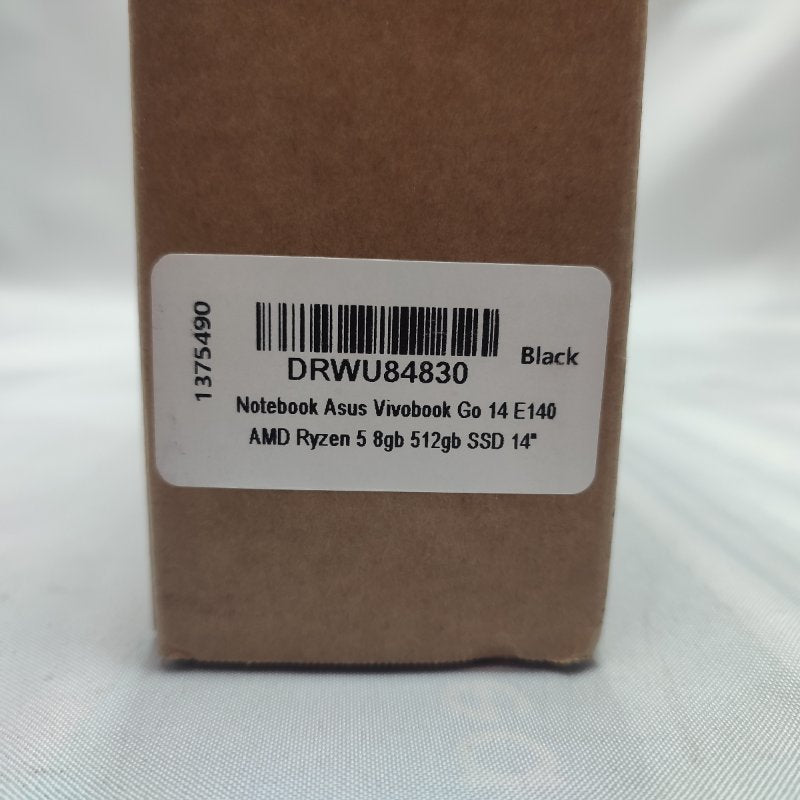 1375490
DRWU84830
Black
Notebook Asus Vivobook Go 14 E140
AMD Ryzen 5 8gb 512gb SSD 14"